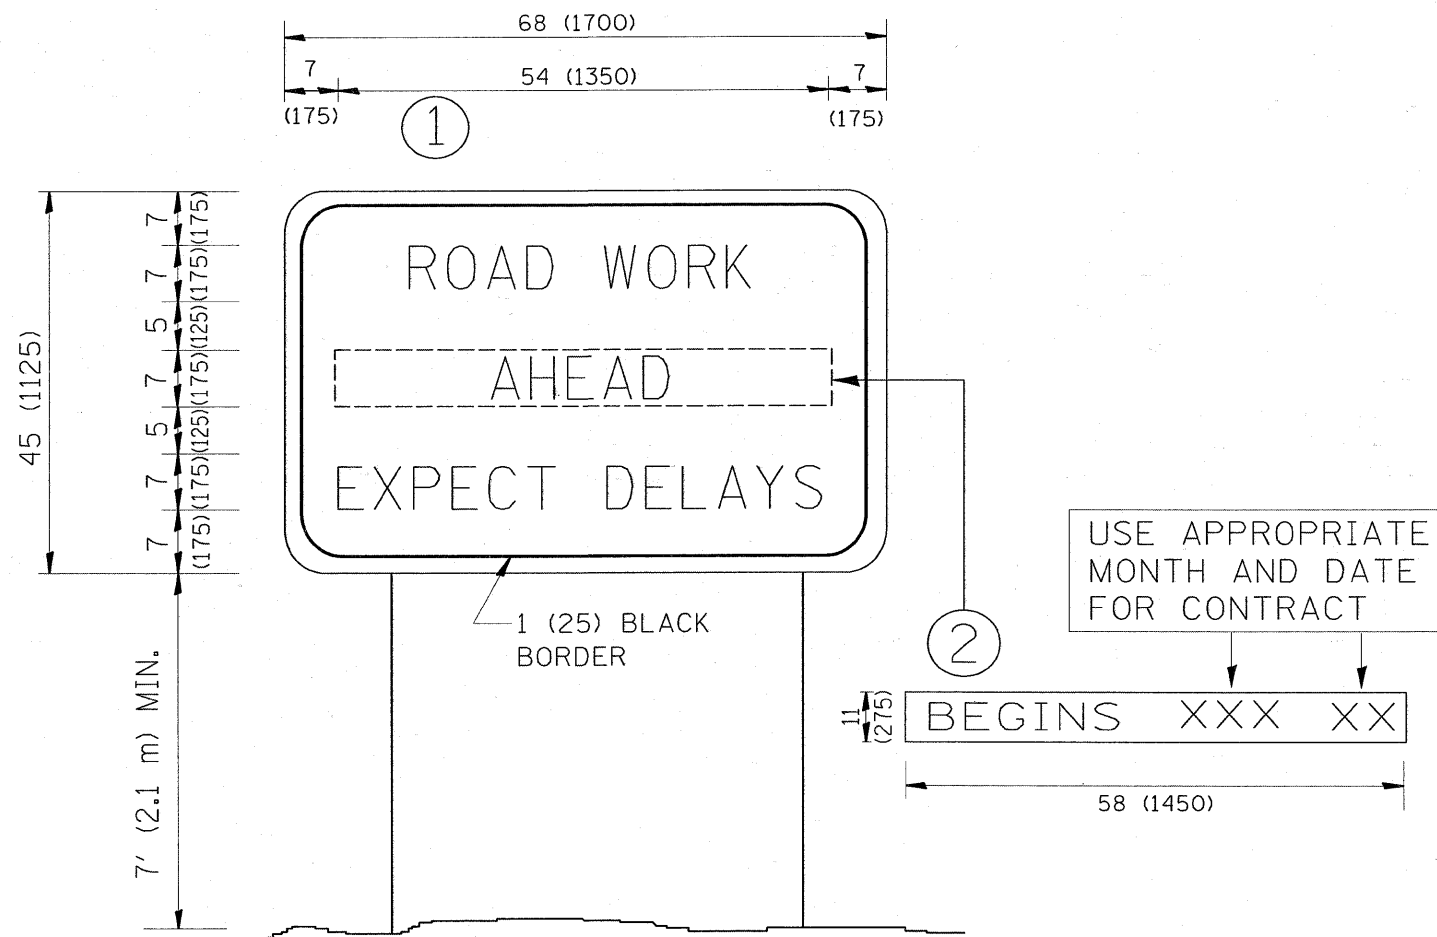 68 (1700)
7
54 (1350)
7
(175)
(175)
1
45 (1125)
7
(175)
7
(175)
5
(125)
7
(175)
5
(125)
7
(175)
7
(175)
ROAD WORK
AHEAD
EXPECT DELAYS
1 (25) BLACK
BORDER
7' (2.1 m) MIN.
2
USE APPROPRIATE
MONTH AND DATE
FOR CONTRACT
11
(275)
BEGINS XXX XX
58 (1450)